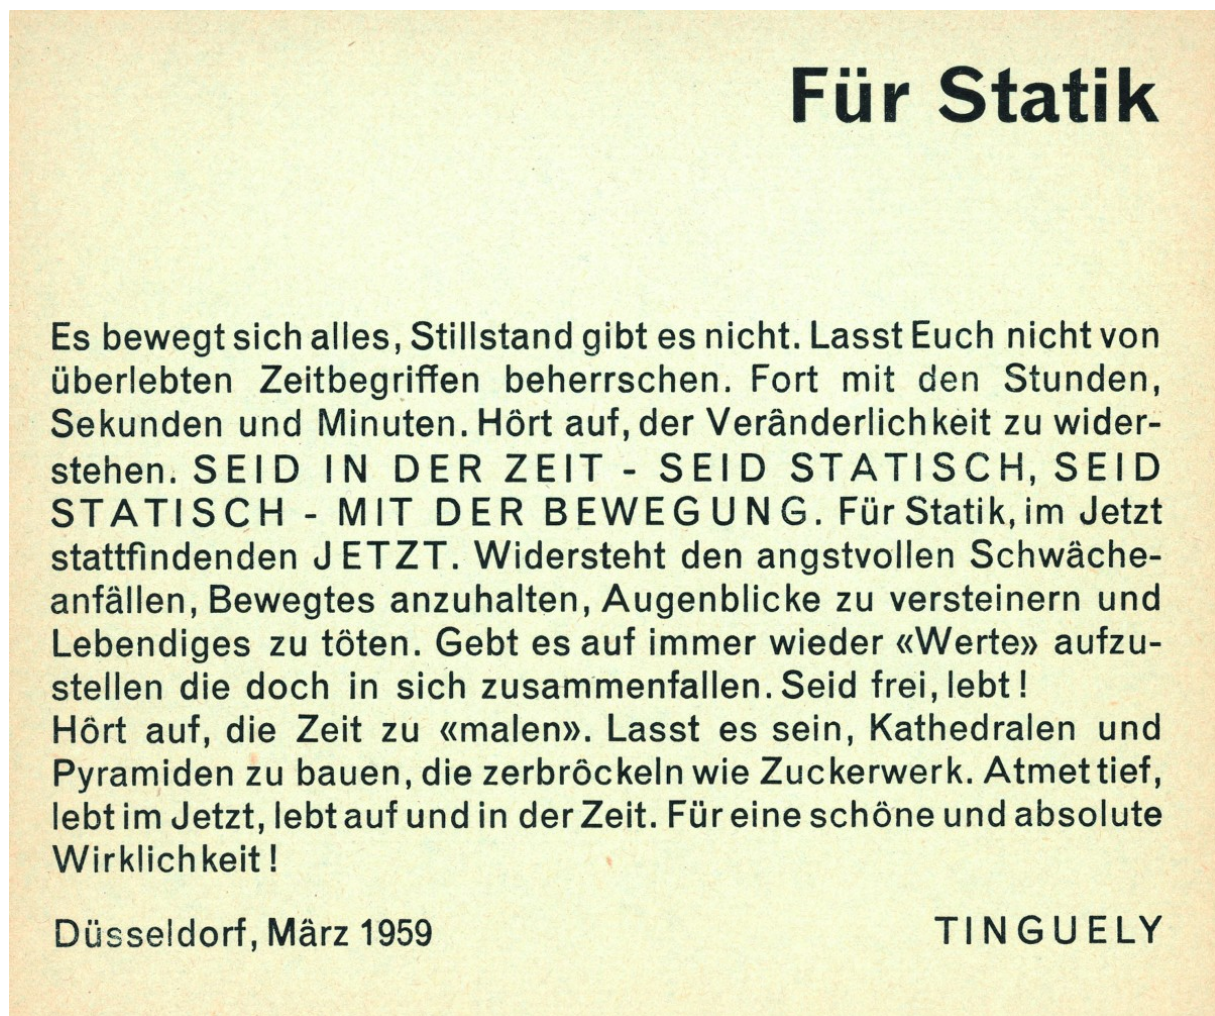 Für Statik
Es bewegt sich alles, Stillstand gibt es nicht. Lasst Euch nicht von
überlebten Zeitbegriffen beherrschen. Fort mit den Stunden,
Sekunden und Minuten. Hört auf, der Veränderlichkeit zu wider-
stehen. SEID IN DER ZEIT - SEID STATISCH, SEID
STATISCH - MIT DER BEWEGUNG. Für Statik, im Jetzt
stattfindenden JETZT. Widersteht den angstvollen Schwäche-
anfällen, Bewegtes anzuhalten, Augenblicke zu versteinern und
Lebendiges zu töten. Gebt es auf immer wieder «Werte» aufzu-
stellen die doch in sich zusammenfallen. Seid frei, lebt!
Hört auf, die Zeit zu «malen». Lasst es sein, Kathedralen und
Pyramiden zu bauen, die zerbröckeln wie Zuckerwerk. Atmet tief,
lebt im Jetzt, lebt auf und in der Zeit. Für eine schöne und absolute
Wirklichkeit!
Düsseldorf, März 1959 TINGUELY